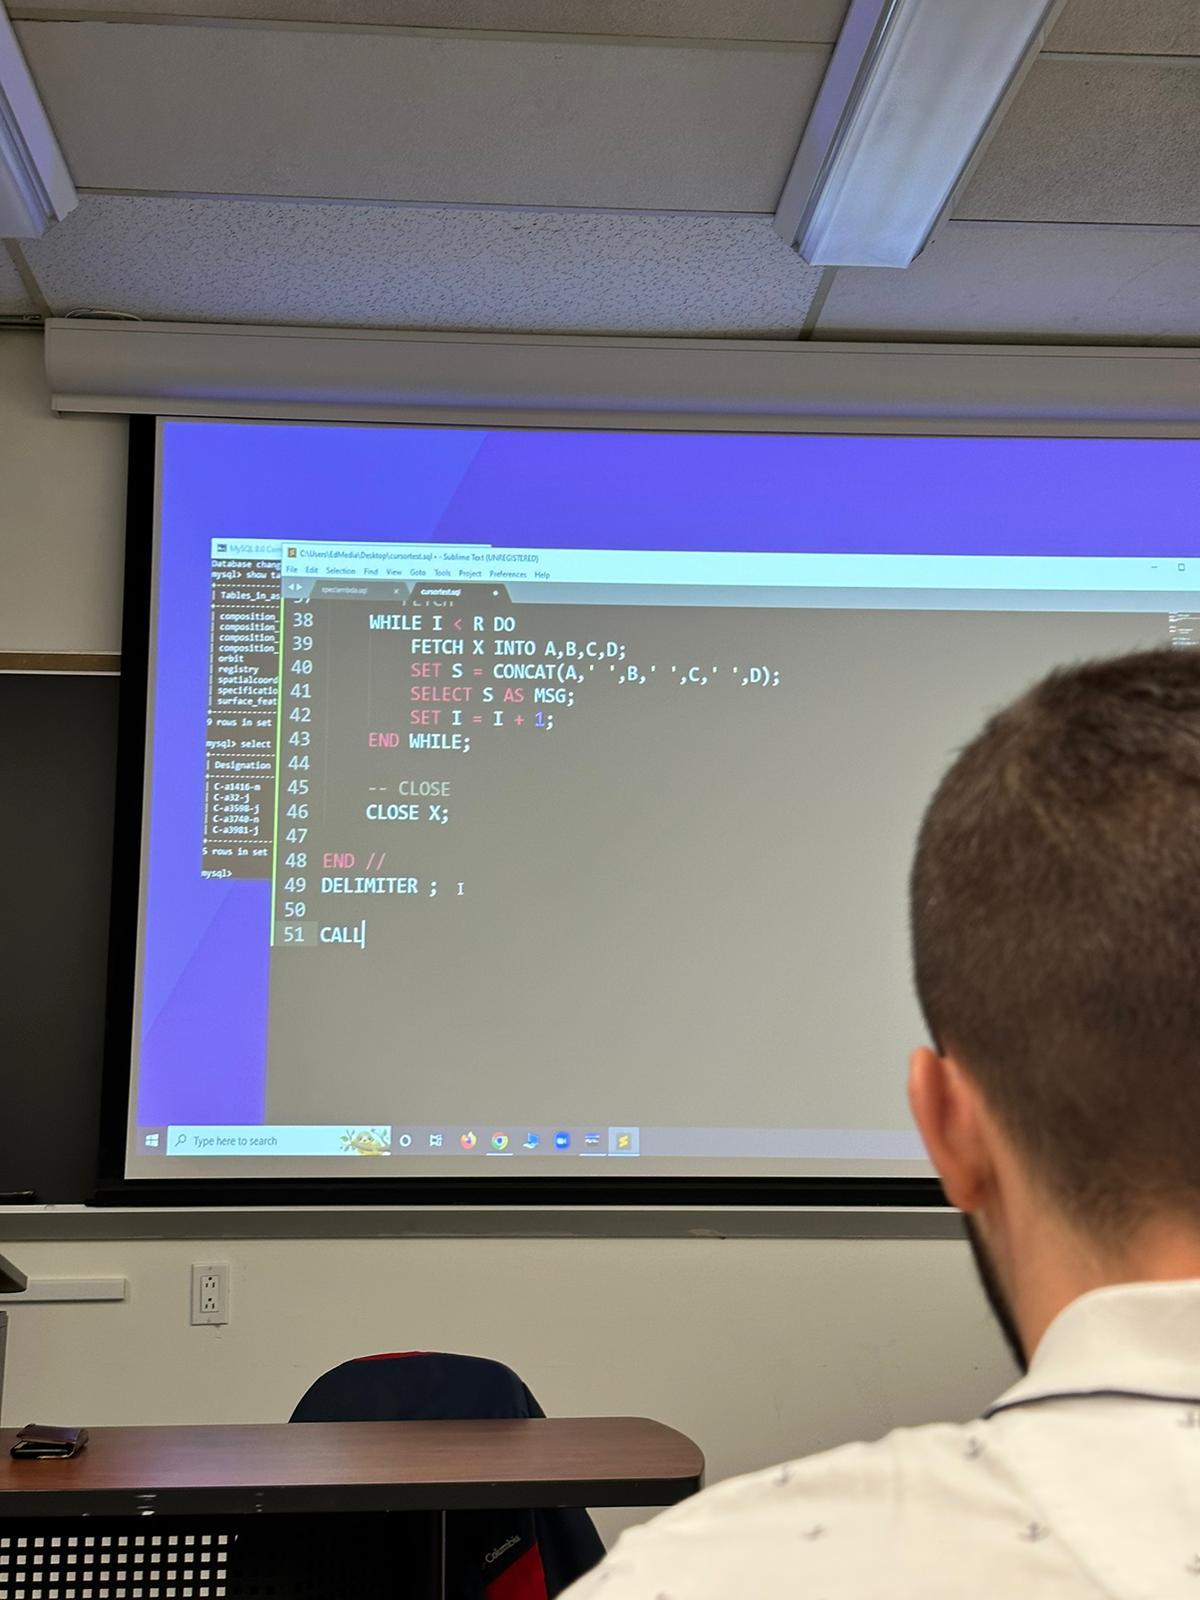 MySQL 8.0 Com
C:\Users\EdMedia\Desktop\cursortest.sql • - Sublime Text (UNREGISTERED)
File Edit Selection Find View Goto Tools Project Preferences Help
speclambda.sql
cursortest.sql
Database chang
mysql> show ta
| Tables_in_as
| composition_
| composition_
| composition_
| composition_
| orbit
| registry
| spatialcoord
| specificatio
| surface_feat
9 rows in set
mysql> select
| Designation
| C-a1416-m
| C-a32-j
| C-a3598-j
| C-a3740-n
| C-a3981-j
5 rows in set
mysql>
37 FETCH
38 WHILE I < R DO
39 FETCH X INTO A,B,C,D;
40 SET S = CONCAT(A,' ',B,' ',C,' ',D);
41 SELECT S AS MSG;
42 SET I = I + 1;
43 END WHILE;
44
45 -- CLOSE
46 CLOSE X;
47
48 END //
49 DELIMITER ;
50
51 CALL
Type here to search
Columbia